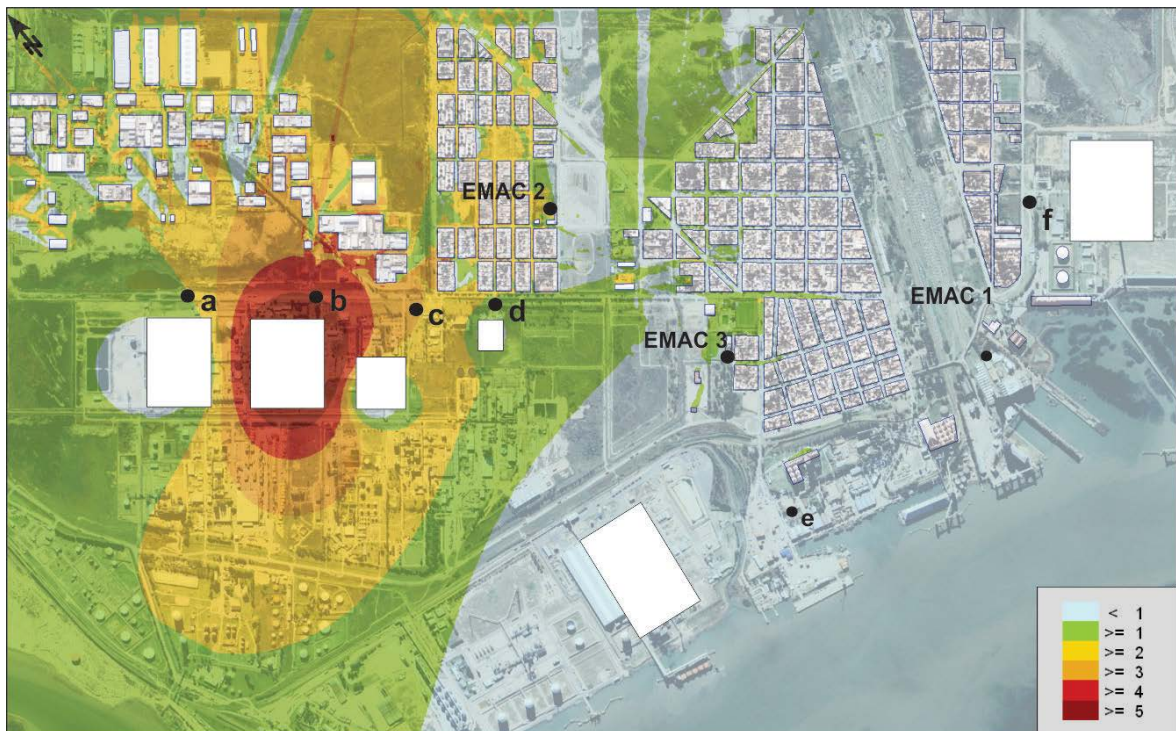 N
EMAC 2
f
a
b
c
d
EMAC 1
EMAC 3
e
< 1
>= 1
>= 2
>= 3
>= 4
>= 5